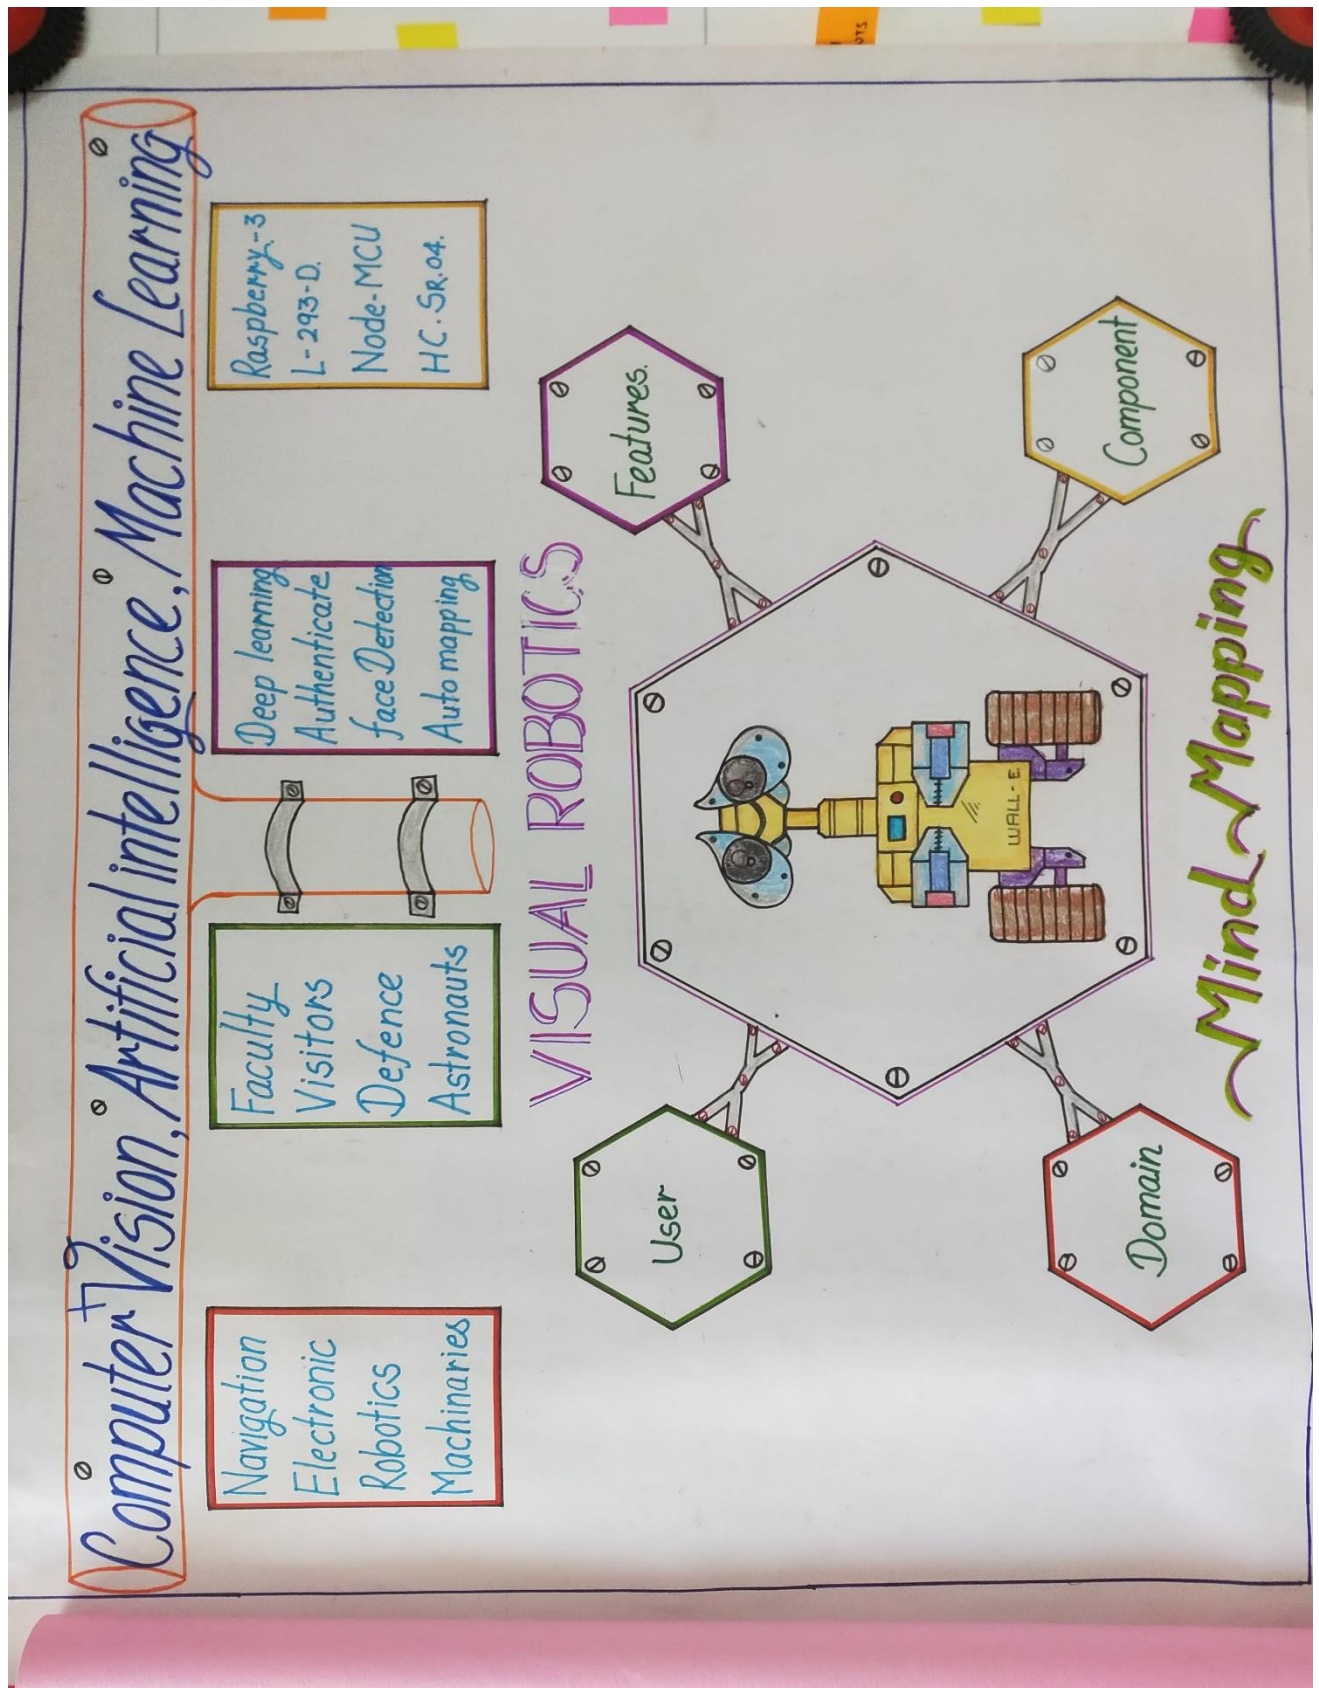 Computer Vision, Artificial intelligence, Machine Learning
Navigation
Electronic
Robotics
Machinaries
Faculty
Visitors
Defence
Astronauts
Deep learning
Authenticate
face Detection
Auto mapping
Raspberry-3
L-293-D.
Node-MCU
HC.SR.04.
VISUAL ROBOTICS
User
Features.
WALL-E
Domain
Component
Mind Mapping